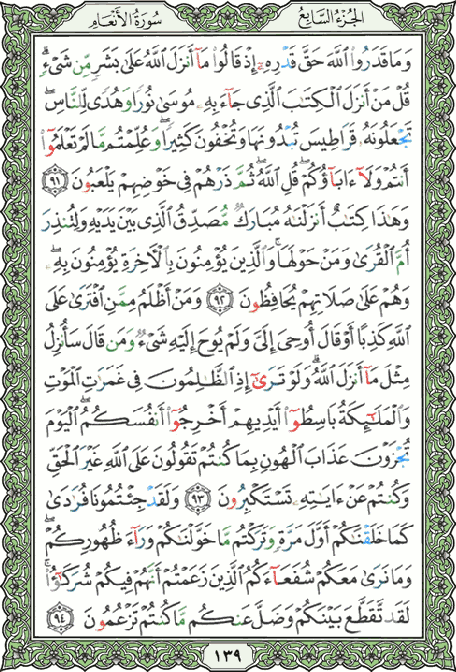 الجزء السابع سورة الأنعام
وَمَا قَدَرُوا۟ ٱللَّهَ حَقَّ قَدْرِهِۦٓ إِذْ قَالُوا۟ مَآ أَنزَلَ ٱللَّهُ عَلَىٰ بَشَرٍ مِّن شَىْءٍ ۗ
قُلْ مَنْ أَنزَلَ ٱلْكِتَٰبَ ٱلَّذِى جَآءَ بِهِۦ مُوسَىٰ نُورًا وَهُدًى لِّلنَّاسِ ۖ
تَجْعَلُونَهُۥ قَرَاطِيسَ تُبْدُونَهَا وَتُخْفُونَ كَثِيرًا ۖ وَعُلِّمْتُم مَّا لَمْ تَعْلَمُوٓا۟
أَنتُمْ وَلَآ ءَابَآؤُكُمْ ۖ قُلِ ٱللَّهُ ۖ ثُمَّ ذَرْهُمْ فِى خَوْضِهِمْ يَلْعَبُونَ ٩١
وَهَٰذَا كِتَٰبٌ أَنزَلْنَٰهُ مُبَارَكٌ مُّصَدِّقُ ٱلَّذِى بَيْنَ يَدَيْهِ وَلِتُنذِرَ
أُمَّ ٱلْقُرَىٰ وَمَنْ حَوْلَهَا ۚ وَٱلَّذِينَ يُؤْمِنُونَ بِٱلْءَاخِرَةِ يُؤْمِنُونَ بِهِۦ ۖ
وَهُمْ عَلَىٰ صَلَاتِهِمْ يُحَافِظُونَ ٩٢ وَمَنْ أَظْلَمُ مِمَّنِ ٱفْتَرَىٰ عَلَى
ٱللَّهِ كَذِبًا أَوْ قَالَ أُوحِىَ إِلَىَّ وَلَمْ يُوحَ إِلَيْهِ شَىْءٌ وَمَن قَالَ سَأُنزِلُ
مِثْلَ مَآ أَنزَلَ ٱللَّهُ ۗ وَلَوْ تَرَىٰٓ إِذِ ٱلظَّٰلِمُونَ فِى غَمَرَٰتِ ٱلْمَوْتِ
وَٱلْمَلَٰٓئِكَةُ بَاسِطُوٓا۟ أَيْدِيهِمْ أَخْرِجُوٓا۟ أَنفُسَكُمُ ۖ ٱلْيَوْمَ
تُجْزَوْنَ عَذَابَ ٱلْهُونِ بِمَا كُنتُمْ تَقُولُونَ عَلَى ٱللَّهِ غَيْرَ ٱلْحَقِّ
وَكُنتُمْ عَنْ ءَايَٰتِهِۦ تَسْتَكْبِرُونَ ٩٣ وَلَقَدْ جِئْتُمُونَا فُرَٰدَىٰ
كَمَا خَلَقْنَٰكُمْ أَوَّلَ مَرَّةٍ وَتَرَكْتُم مَّا خَوَّلْنَٰكُمْ وَرَآءَ ظُهُورِكُمْ ۖ
وَمَا نَرَىٰ مَعَكُمْ شُفَعَآءَكُمُ ٱلَّذِينَ زَعَمْتُمْ أَنَّهُمْ فِيكُمْ شُرَكَٰٓؤُا۟ ۚ
لَقَد تَّقَطَّعَ بَيْنَكُمْ وَضَلَّ عَنكُم مَّا كُنتُمْ تَزْعُمُونَ ٩٤
١٣٩